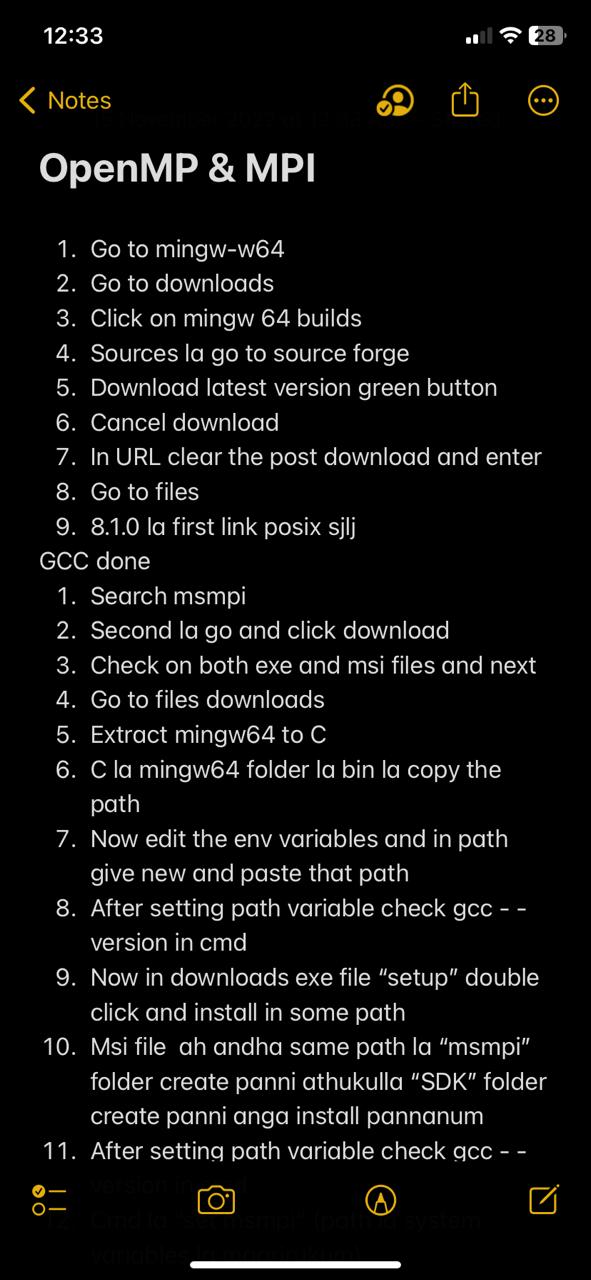 12:33
28
Notes
OpenMP & MPI
1. Go to mingw-w64
2. Go to downloads
3. Click on mingw 64 builds
4. Sources la go to source forge
5. Download latest version green button
6. Cancel download
7. In URL clear the post download and enter
8. Go to files
9. 8.1.0 la first link posix sjlj
GCC done
1. Search msmpi
2. Second la go and click download
3. Check on both exe and msi files and next
4. Go to files downloads
5. Extract mingw64 to C
6. C la mingw64 folder la bin la copy the
path
7. Now edit the env variables and in path
give new and paste that path
8. After setting path variable check gcc - -
version in cmd
9. Now in downloads exe file “setup” double
click and install in some path
10. Msi file  ah andha same path la “msmpi”
folder create panni athukulla “SDK” folder
create panni anga install pannanum
11. After setting path variable check gcc - -
version in
12. Cmd la system
variables